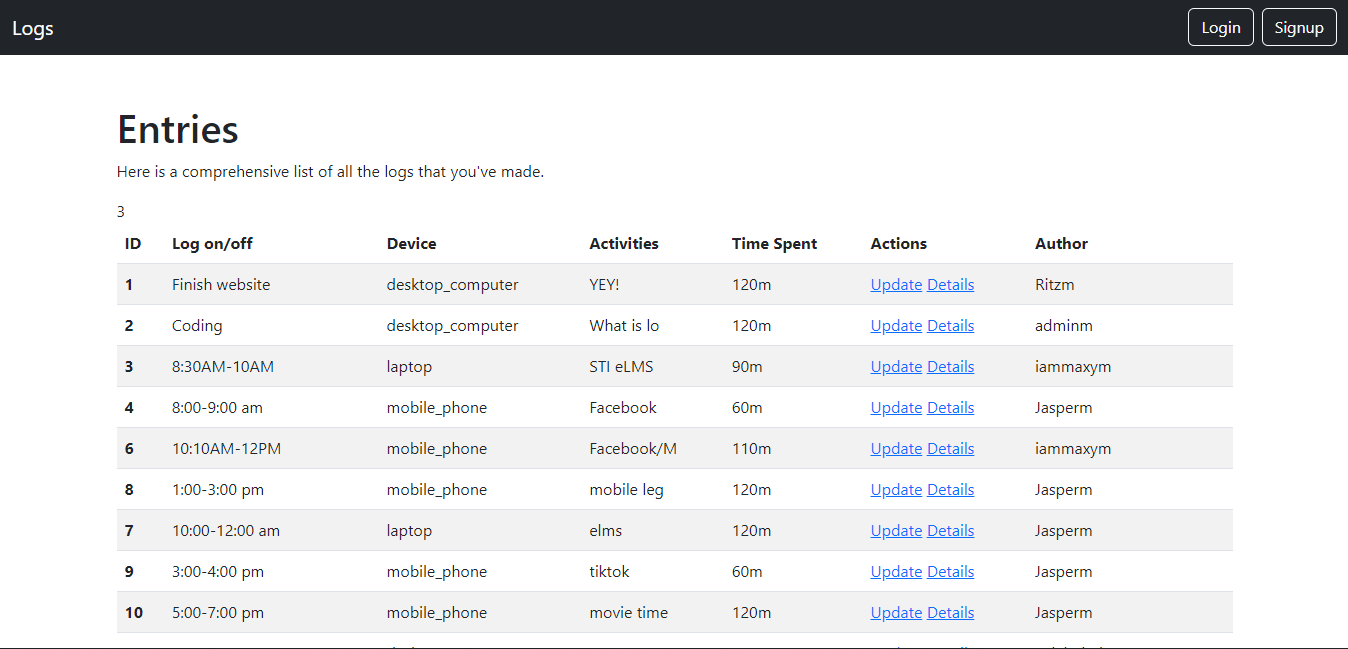 Logs Login Signup
Entries
Here is a comprehensive list of all the logs that you've made.
3
ID Log on/off Device Activities Time Spent Actions Author
1 Finish website desktop_computer YEY! 120m Update Details Ritzm
2 Coding desktop_computer What is lo 120m Update Details adminm
3 8:30AM-10AM laptop STI eLMS 90m Update Details iammaxym
4 8:00-9:00 am mobile_phone Facebook 60m Update Details Jasperm
6 10:10AM-12PM mobile_phone Facebook/M 110m Update Details iammaxym
8 1:00-3:00 pm mobile_phone mobile leg 120m Update Details Jasperm
7 10:00-12:00 am laptop elms 120m Update Details Jasperm
9 3:00-4:00 pm mobile_phone tiktok 60m Update Details Jasperm
10 5:00-7:00 pm mobile_phone movie time 120m Update Details Jasperm